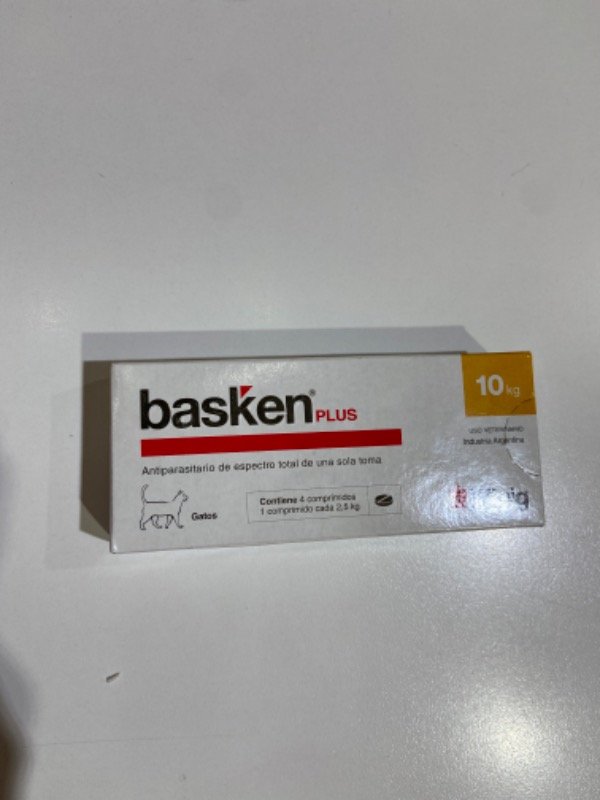 basken® PLUS
10 kg
USO VETERINARIO
Industria Argentina
Antiparasitario de espectro total de una sola toma
Gatos
Contiene 4 comprimidos
1 comprimido cada 2,5 kg